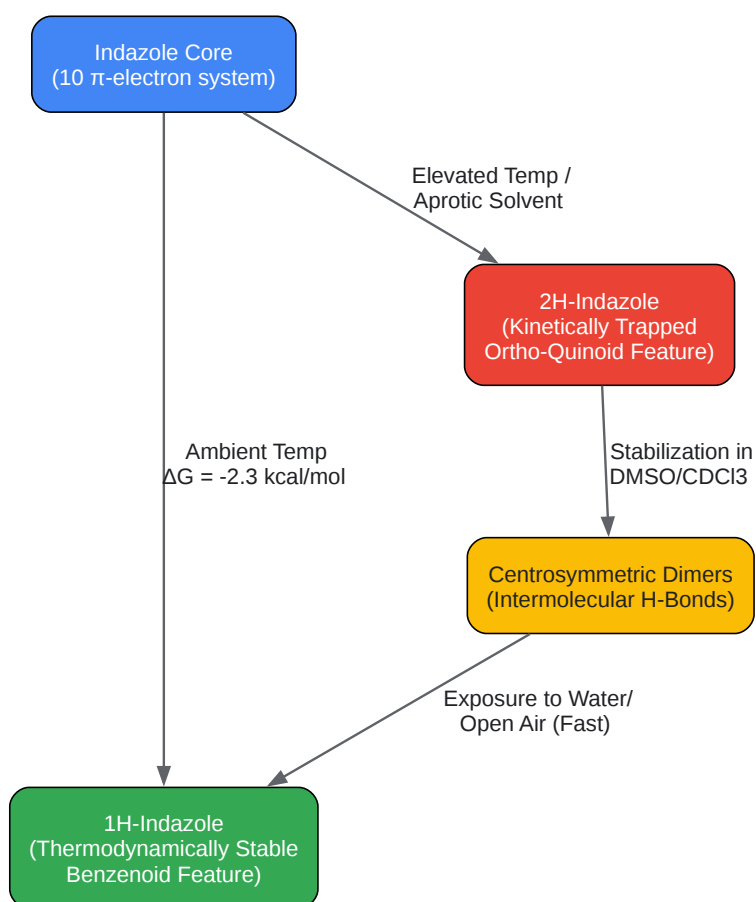 Indazole Core
(10 π-electron system)
Elevated Temp /
Aprotic Solvent
2H-Indazole
(Kinetically Trapped
Ortho-Quinoid Feature)
Ambient Temp
ΔG = -2.3 kcal/mol
Stabilization in
DMSO/CDCl3
Centrosymmetric Dimers
(Intermolecular H-Bonds)
Exposure to Water/
Open Air (Fast)
1H-Indazole
(Thermodynamically Stable
Benzenoid Feature)